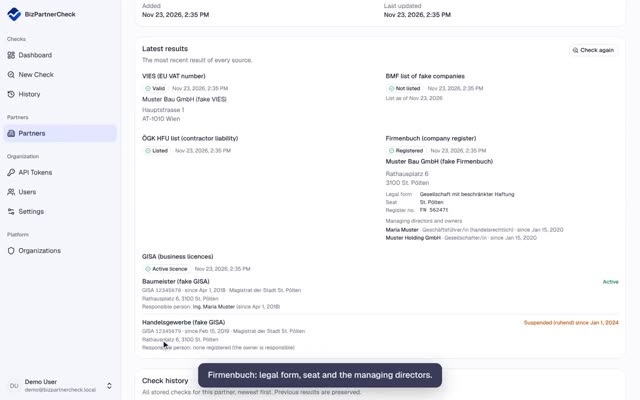 BizPartnerCheck
Checks
Dashboard
New Check
History
Partners
Partners
Organization
API Tokens
Users
Settings
Platform
Organizations
DU
Demo User
demo@bizpartnercheck.local
Added
Nov 23, 2026, 2:35 PM
Last updated
Nov 23, 2026, 2:35 PM
Latest results
The most recent result of every source.
Check again
VIES (EU VAT number)
Valid Nov 23, 2026, 2:35 PM
Muster Bau GmbH (fake VIES)
Hauptstrasse 1
AT-1010 Wien
BMF list of fake companies
Not listed Nov 23, 2026, 2:35 PM
List as of Nov 23, 2026
ÖGK HFU list (contractor liability)
Listed Nov 23, 2026, 2:35 PM
Firmenbuch (company register)
Registered Nov 23, 2026, 2:35 PM
Muster Bau GmbH (fake Firmenbuch)
Rathausplatz 6
3100 St. Pölten
Legal form Gesellschaft mit beschränkter Haftung
Seat St. Pölten
Register no. FN 56247t
Managing directors and owners
Maria Muster · Geschäftsführer/in (handelsrechtlich) · since Jan 15, 2020
Muster Holding GmbH · Gesellschafter/in · since Jan 15, 2020
GISA (business licences)
Active licence Nov 23, 2026, 2:35 PM
Baumeister (fake GISA)
Active
GISA 12345678 · since Apr 1, 2018 · Magistrat der Stadt St. Pölten
Rathausplatz 6, 3100 St. Pölten
Responsible person: Ing. Maria Muster (since Apr 1, 2018)
Handelsgewerbe (fake GISA)
Suspended (ruhend) since Jan 1, 2024
GISA 12345679 · since Feb 15, 2019 · Magistrat der Stadt St. Pölten
Rathausplatz 6, 3100 St. Pölten
Responsible person: none registered (the owner is responsible)
Firmenbuch: legal form, seat and the managing directors.
Check history
All stored checks for this partner, newest first. Previous results are preserved.